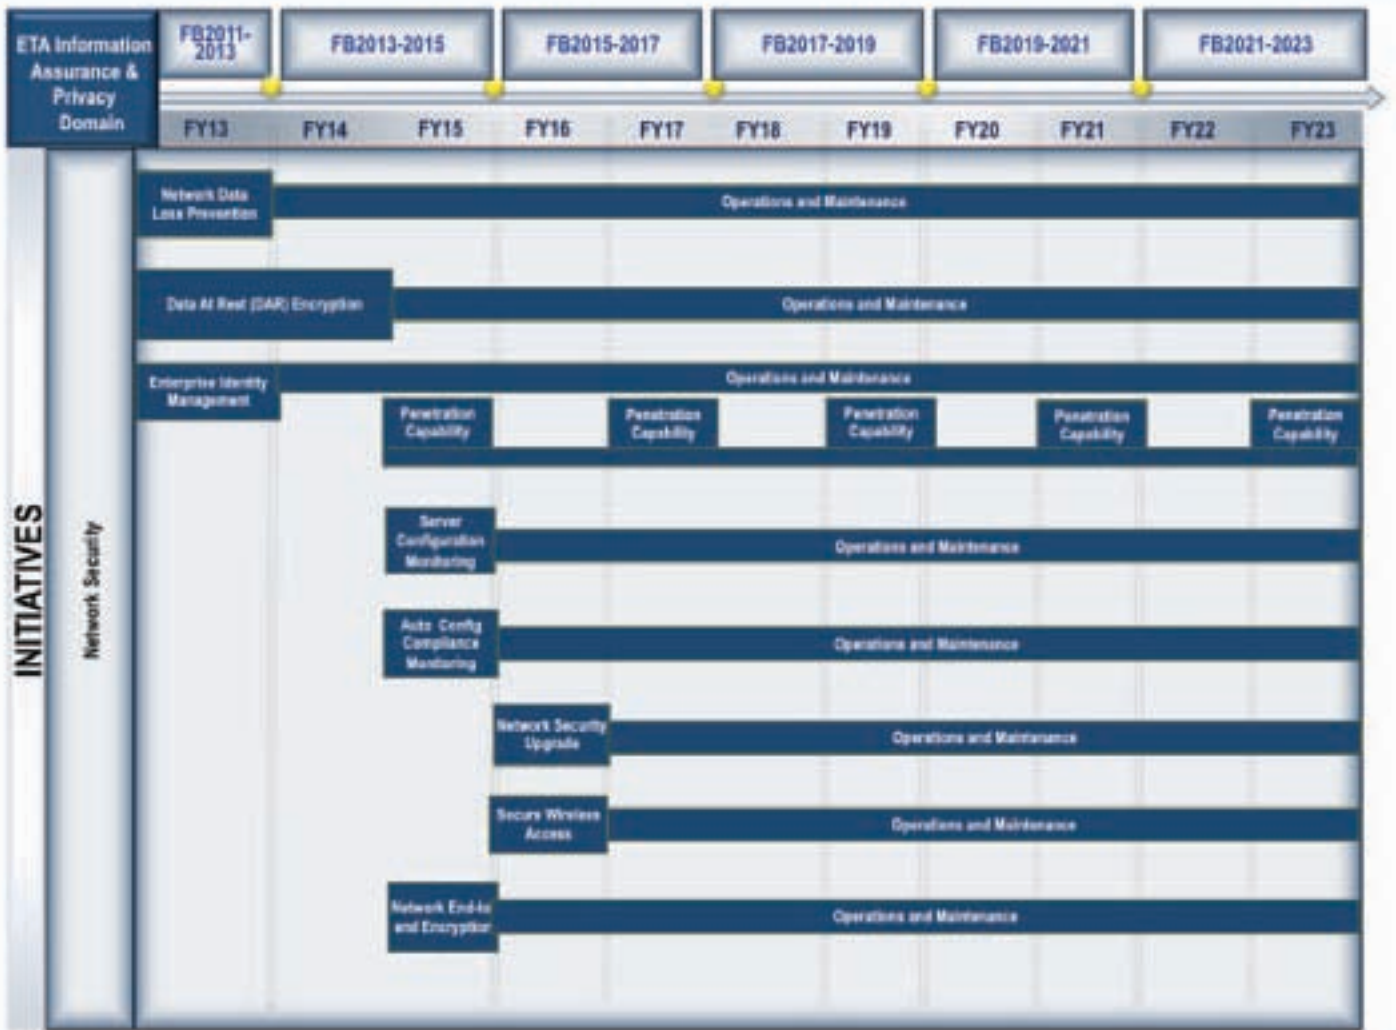 ETA Information
Assurance &
Privacy
Domain
FB2011-
2013
FB2013-2015
FB2015-2017
FB2017-2019
FB2019-2021
FB2021-2023
FY13
FY14
FY15
FY16
FY17
FY18
FY19
FY20
FY21
FY22
FY23
INITIATIVES
Network Security
Network Data
Loss Prevention
Operations and Maintenance
Data At Rest (DAR) Encryption
Operations and Maintenance
Enterprise Identity
Management
Operations and Maintenance
Penetration
Capability
Penetration
Capability
Penetration
Capability
Penetration
Capability
Penetration
Capability
Server
Configuration
Monitoring
Operations and Maintenance
Auto Config
Compliance
Monitoring
Operations and Maintenance
Network Security
Upgrade
Operations and Maintenance
Secure Wireless
Access
Operations and Maintenance
Network End-to
end Encryption
Operations and Maintenance